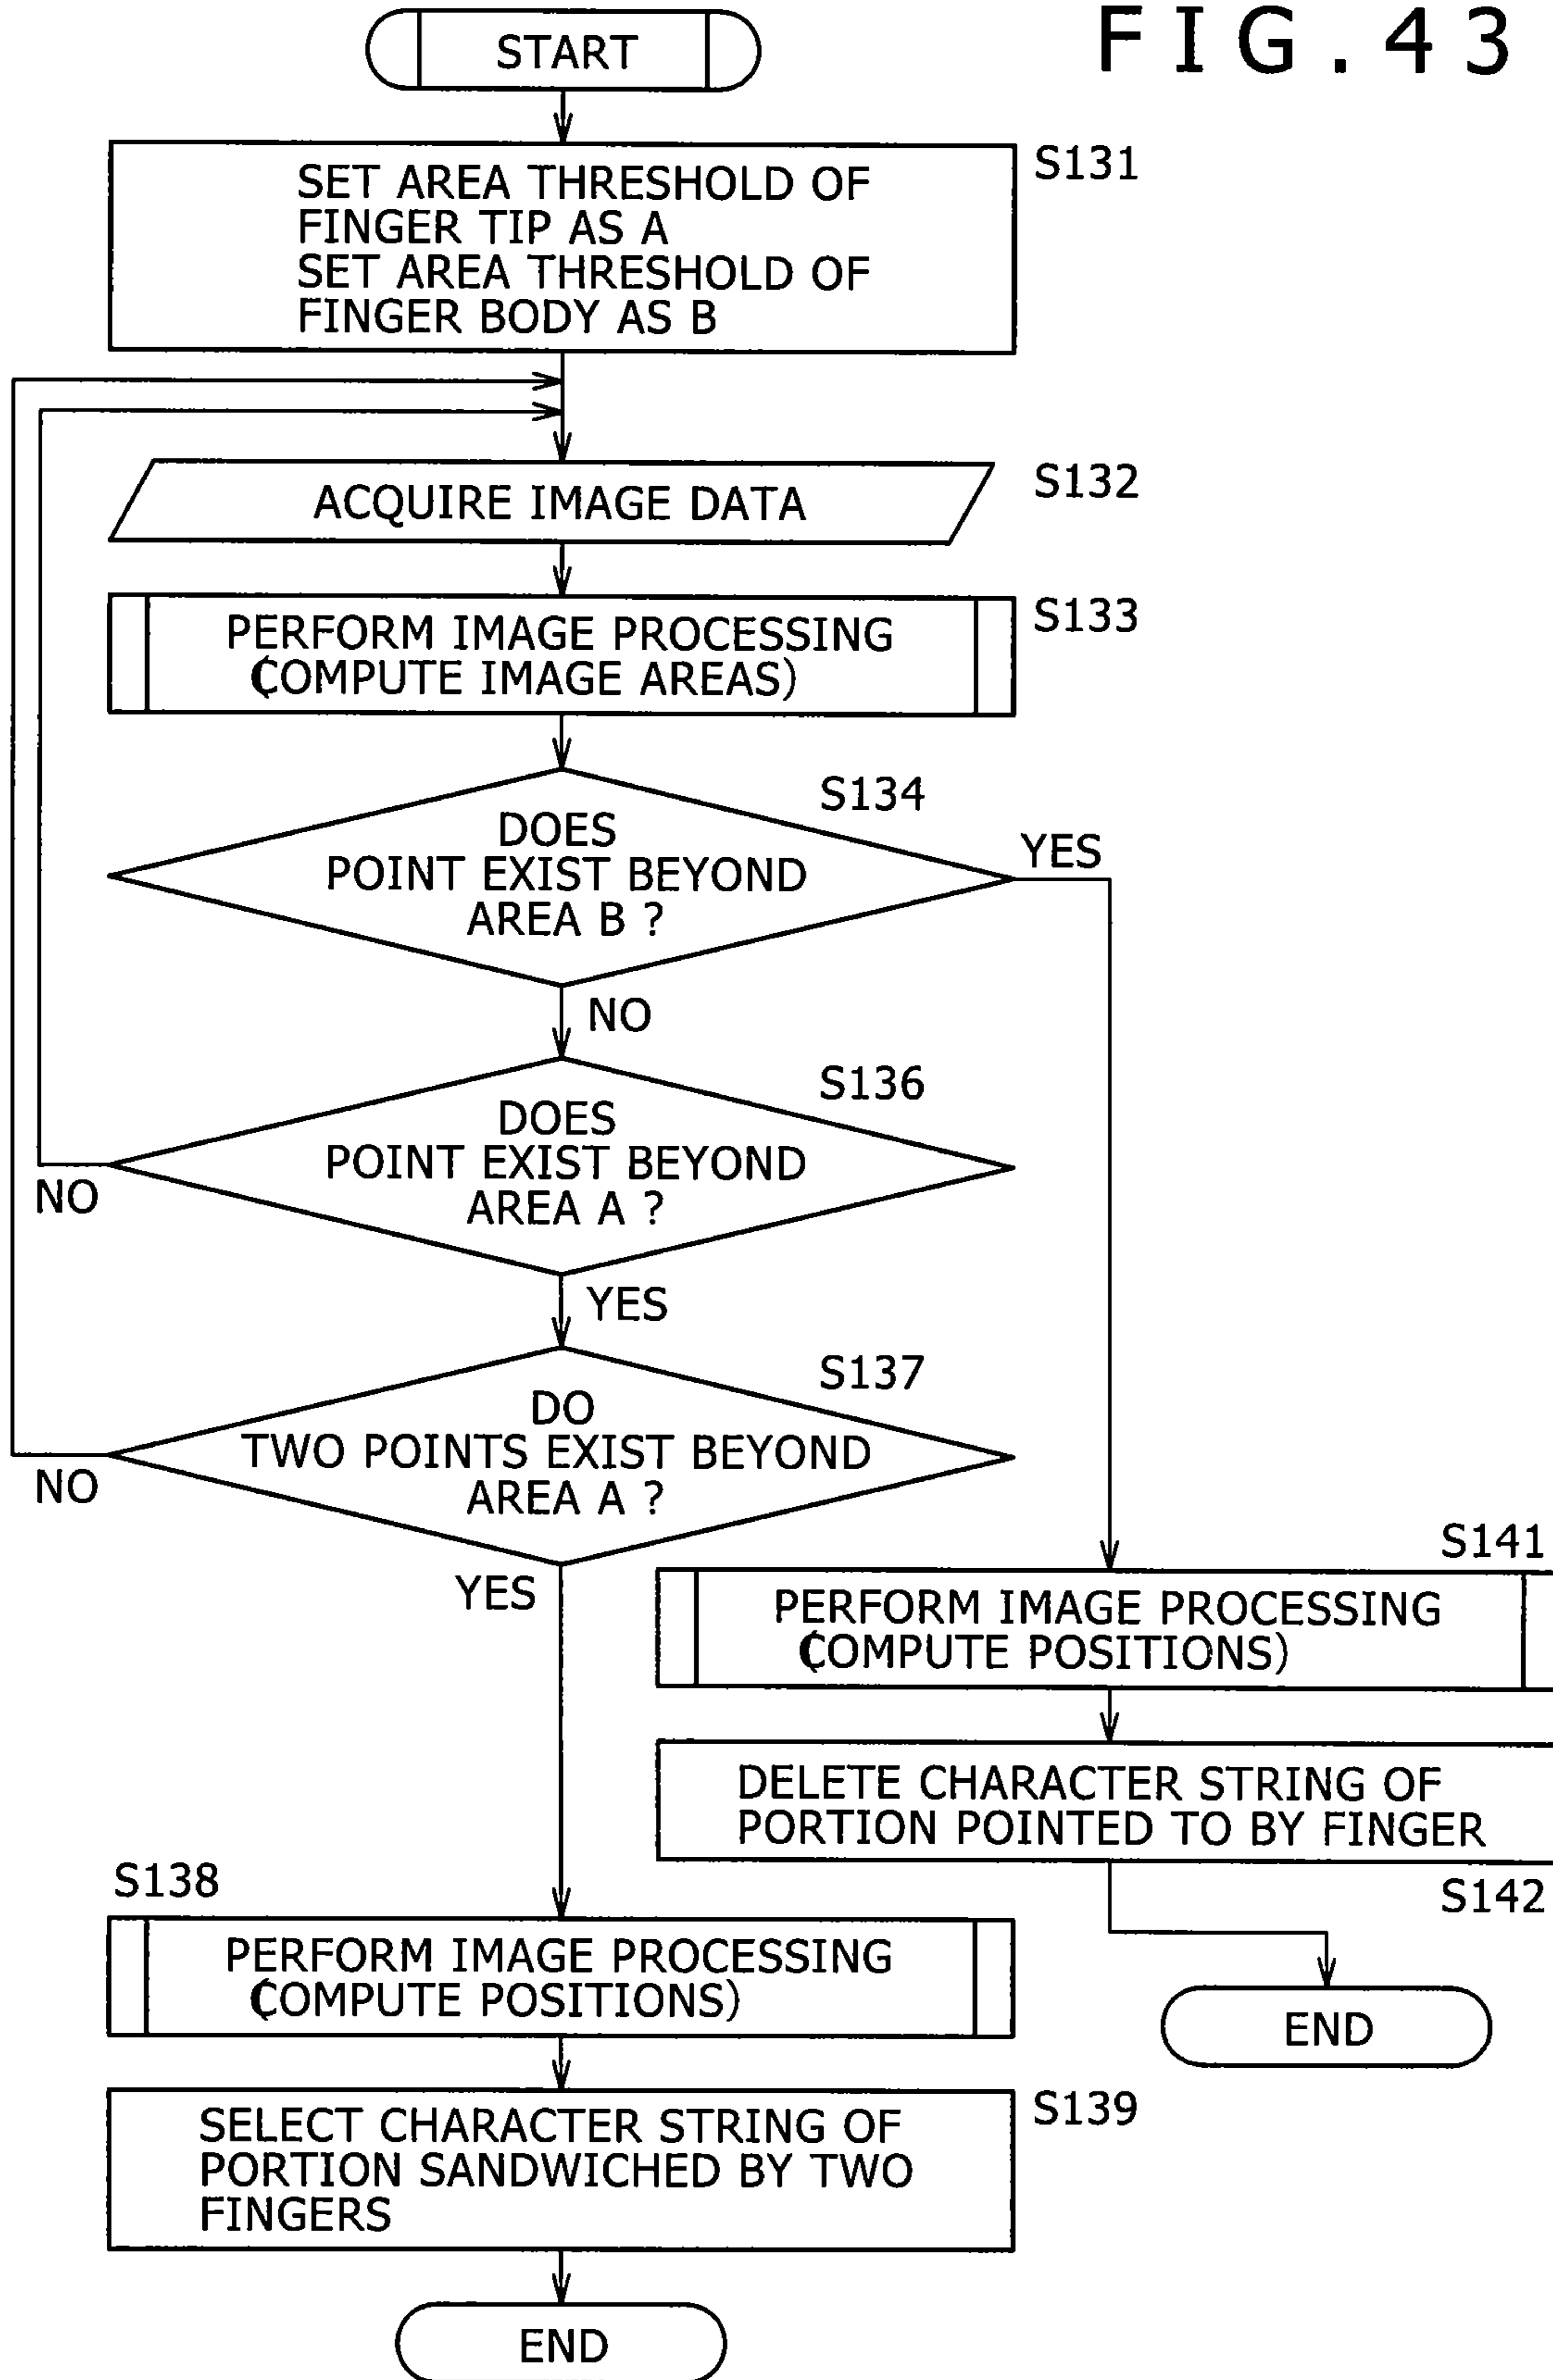 FIG.43
START
S131
SET AREA THRESHOLD OF
FINGER TIP AS A
SET AREA THRESHOLD OF
FINGER BODY AS B
ACQUIRE IMAGE DATA
S132
PERFORM IMAGE PROCESSING
(COMPUTE IMAGE AREAS)
S133
S134
DOES
POINT EXIST BEYOND
AREA B ?
YES
NO
S136
DOES
POINT EXIST BEYOND
AREA A ?
NO
YES
S137
DO
TWO POINTS EXIST BEYOND
AREA A ?
NO
YES
S141
PERFORM IMAGE PROCESSING
(COMPUTE POSITIONS)
DELETE CHARACTER STRING OF
PORTION POINTED TO BY FINGER
S142
END
S138
PERFORM IMAGE PROCESSING
(COMPUTE POSITIONS)
S139
SELECT CHARACTER STRING OF
PORTION SANDWICHED BY TWO
FINGERS
END